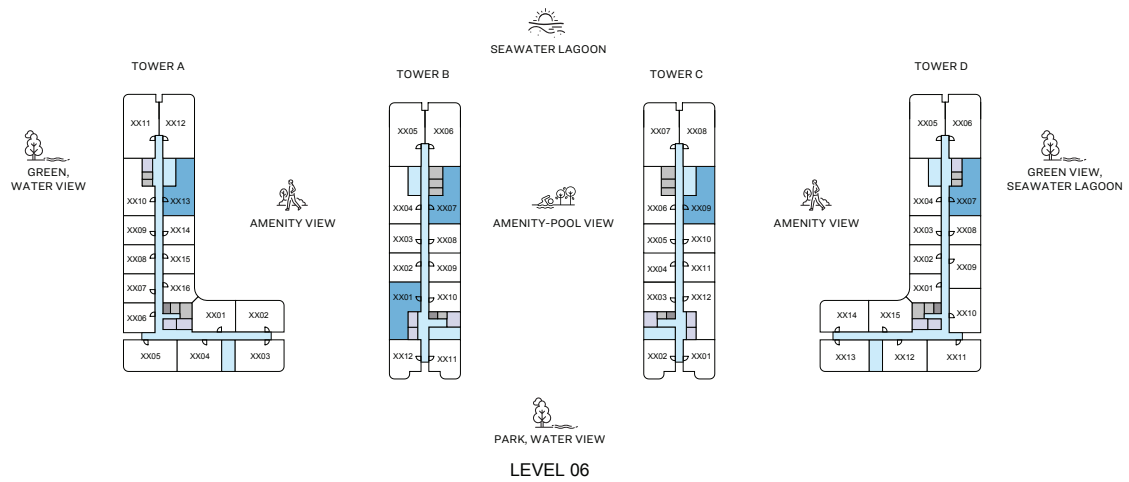 SEAWATER LAGOON
TOWER A
TOWER B
TOWER C
TOWER D
XX11 XX12
XX10 XX13
XX09 XX14
XX08 XX15
XX07 XX16
XX06 XX01 XX02
XX05 XX04 XX03
XX05 XX06
XX04 XX07
XX03 XX08
XX02 XX09
XX01 XX10
XX12 XX11
XX07 XX08
XX06 XX09
XX05 XX10
XX04 XX11
XX03 XX12
XX02 XX01
XX05 XX06
XX04 XX07
XX03 XX08
XX02 XX09
XX01
XX14 XX15 XX10
XX13 XX12 XX11
GREEN,
WATER VIEW
AMENITY VIEW
AMENITY-POOL VIEW
AMENITY VIEW
GREEN VIEW,
SEAWATER LAGOON
PARK, WATER VIEW
LEVEL 06